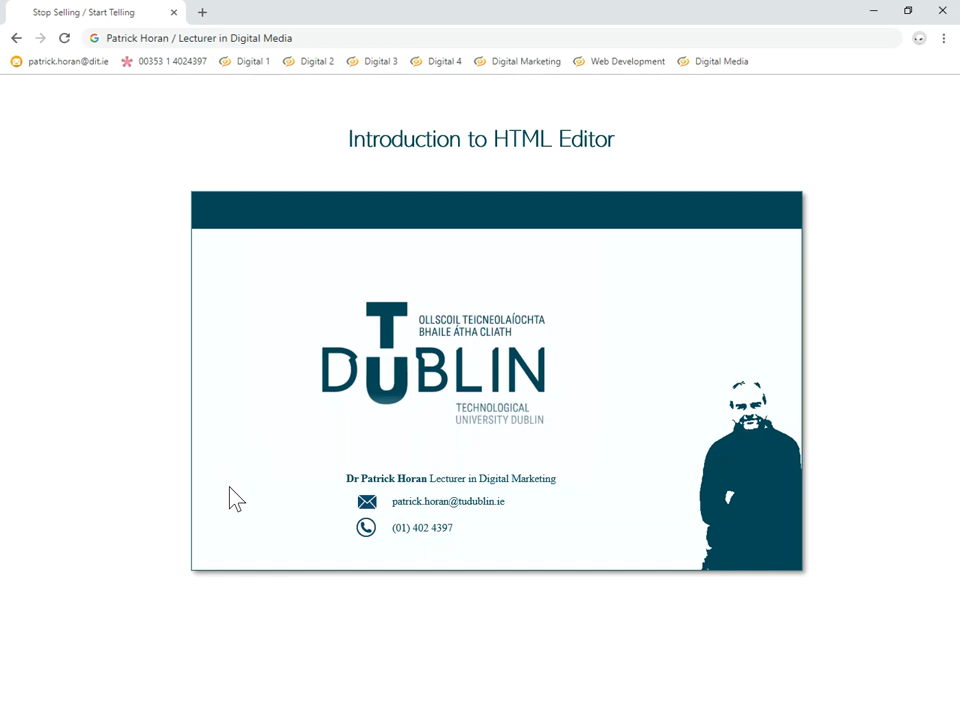 Stop Selling / Start Telling
Patrick Horan / Lecturer in Digital Media
patrick.horan@dit.ie 00353 1 4024397 Digital 1 Digital 2 Digital 3 Digital 4 Digital Marketing Web Development Digital Media
Introduction to HTML Editor
OLLSCOIL TEICNEOLAÍOCHTA
BHAILE ÁTHA CLIATH
TU DUBLIN
TECHNOLOGICAL
UNIVERSITY DUBLIN
Dr Patrick Horan Lecturer in Digital Marketing
patrick.horan@tudublin.ie
(01) 402 4397